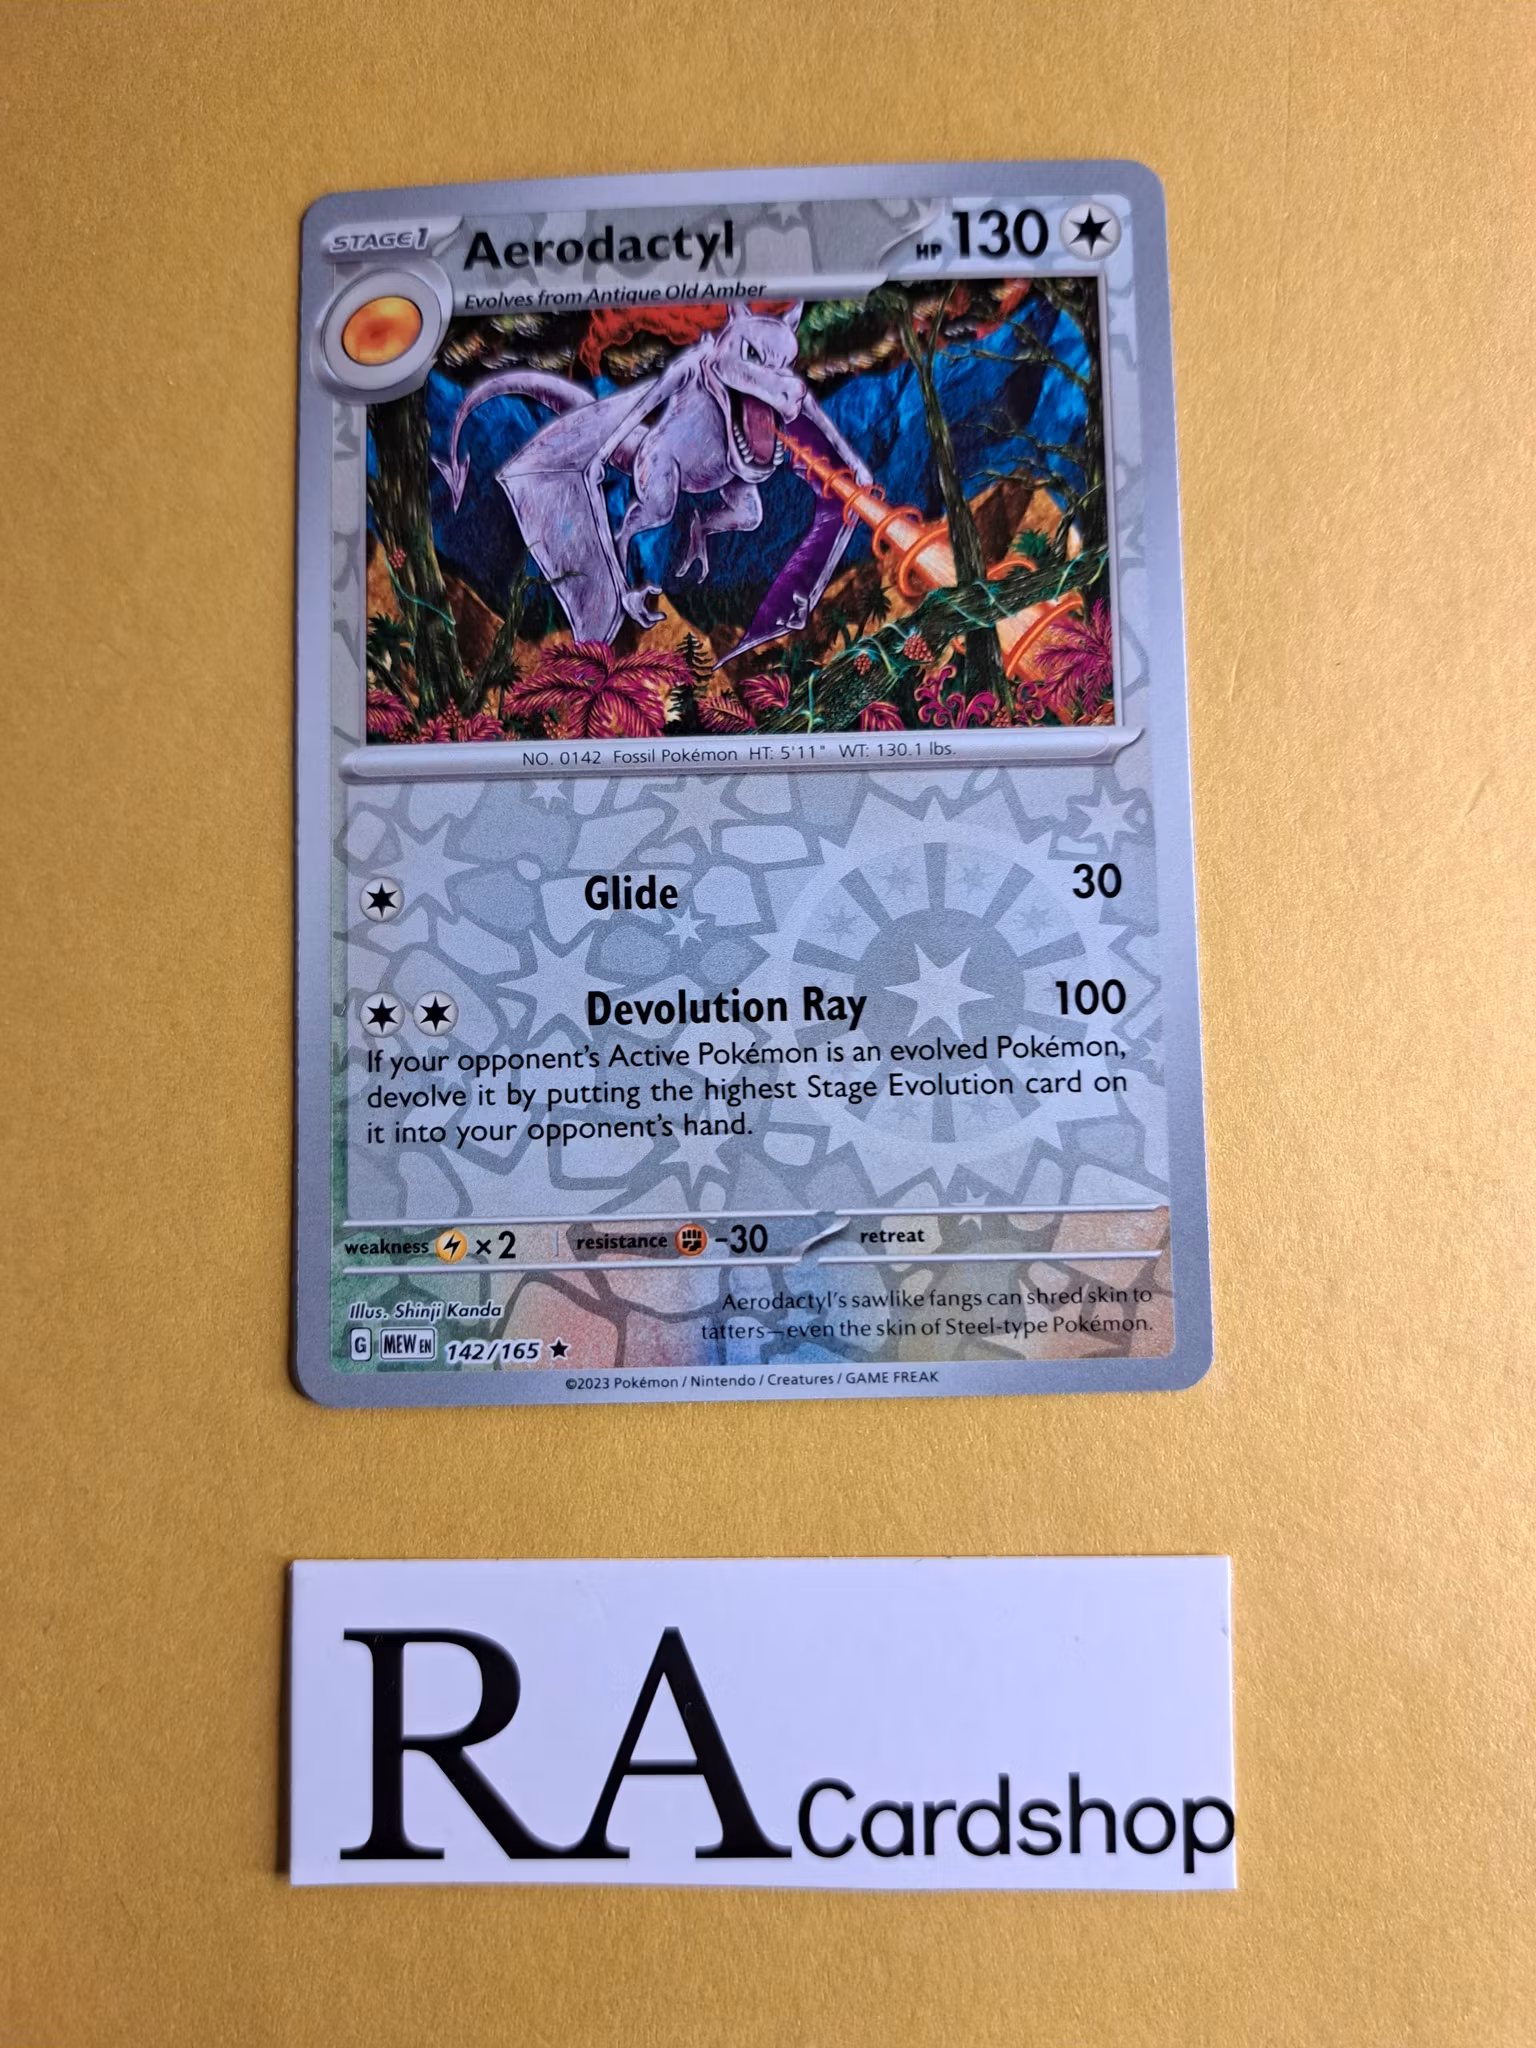 STAGE1
Aerodactyl
HP 130
Evolves from Antique Old Amber
NO. 0142 Fossil Pokémon HT: 5'11" WT: 130.1 lbs.
Glide 30
Devolution Ray 100
If your opponent's Active Pokémon is an evolved Pokémon,
devolve it by putting the highest Stage Evolution card on
it into your opponent's hand.
weakness ×2 resistance -30 retreat
Illus. Shinji Kanda
Aerodactyl's sawlike fangs can shred skin to
tatters—even the skin of Steel-type Pokémon.
G MEW EN 142/165
©2023 Pokémon / Nintendo / Creatures / GAME FREAK
RA Cardshop